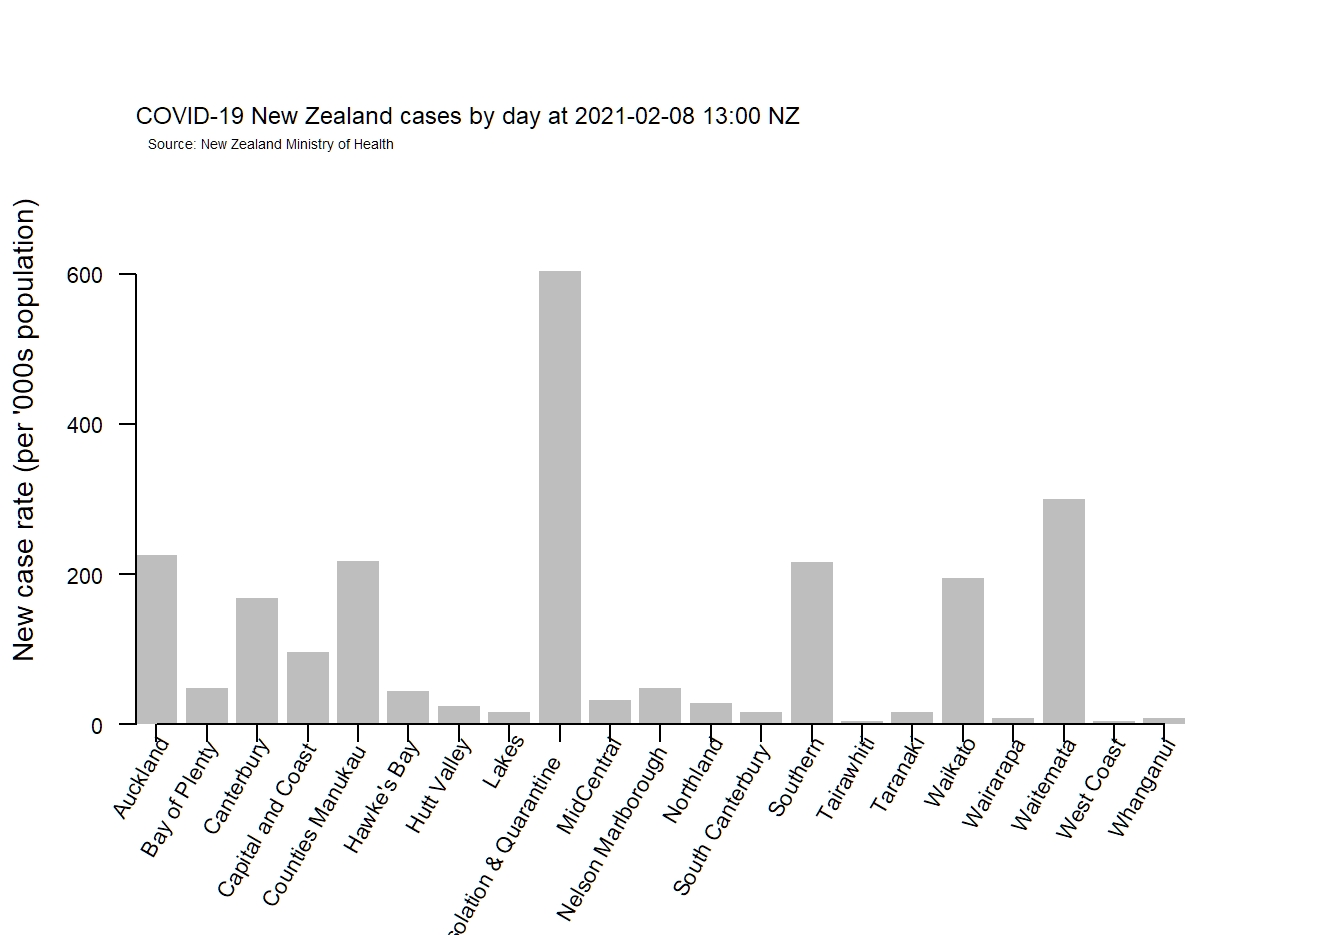 COVID-19 New Zealand cases by day at 2021-02-08 13:00 NZ
Source: New Zealand Ministry of Health
New case rate (per '000s population)
600
400
200
0
Auckland
Bay of Plenty
Canterbury
Capital and Coast
Counties Manukau
Hawke's Bay
Hutt Valley
Lakes
solation & Quarantine
MidCentral
Nelson Marlborough
Northland
South Canterbury
Southern
Tairawhiti
Taranaki
Waikato
Wairarapa
Waitemata
West Coast
Whanganui